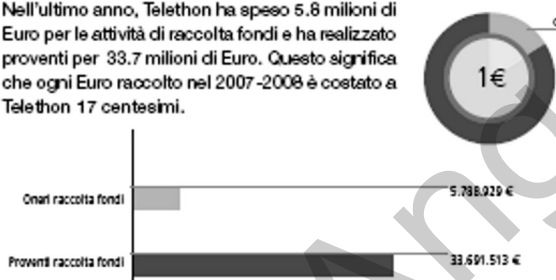 Nell'ultimo anno, Telethon ha speso 5.8 milioni di
Euro per le attività di raccolta fondi e ha realizzato
proventi per 33.7 milioni di Euro. Questo significa
che ogni Euro raccolto nel 2007-2008 è costato a
Telethon 17 centesimi.
1€
Oneri raccolta fondi
5.788.929 €
Proventi raccolta fondi
33.691.513 €